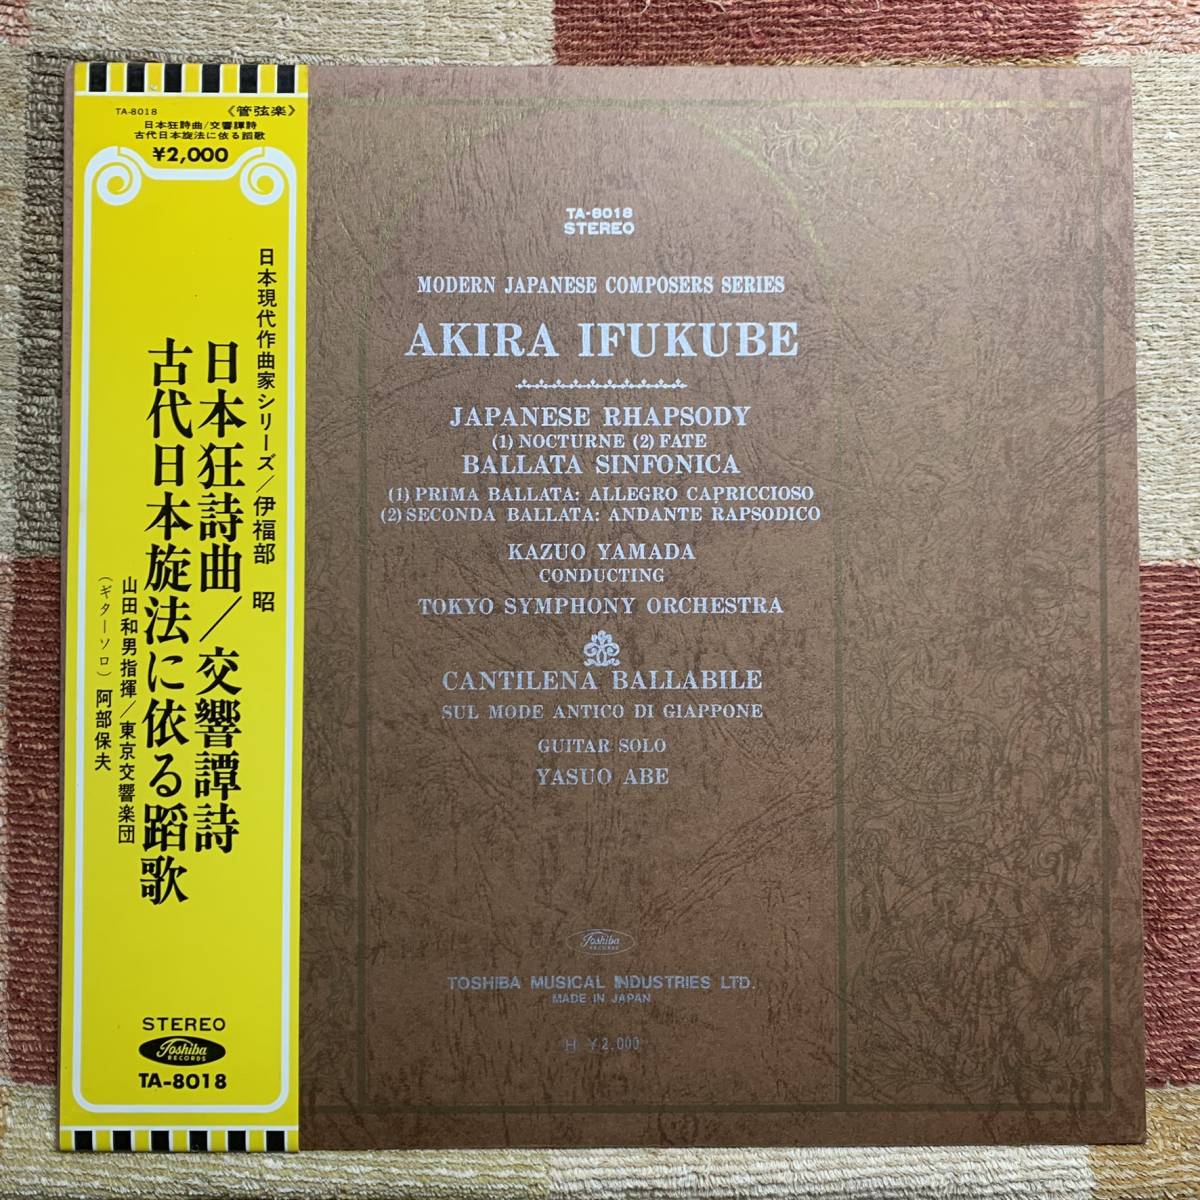 TA-8018 《管弦楽》
日本狂詩曲/交響譚詩
古代日本旋法に依る蹈歌
¥2,000
日本現代作曲家シリーズ/伊福部 昭
日本狂詩曲/交響譚詩
古代日本旋法に依る蹈歌
山田和男指揮/東京交響楽団
(ギターソロ) 阿部保夫
STEREO
Toshiba
RECORDS
TA-8018
TA-8018
STEREO
MODERN JAPANESE COMPOSERS SERIES
AKIRA IFUKUBE
JAPANESE RHAPSODY
(1) NOCTURNE (2) FATE
BALLATA SINFONICA
(1) PRIMA BALLATA: ALLEGRO CAPRICCIOSO
(2) SECONDA BALLATA: ANDANTE RAPSODICO
KAZUO YAMADA
CONDUCTING
TOKYO SYMPHONY ORCHESTRA
CANTILENA BALLABILE
SUL MODE ANTICO DI GIAPPONE
GUITAR SOLO
YASUO ABE
Toshiba
RECORDS
TOSHIBA MUSICAL INDUSTRIES LTD.
MADE IN JAPAN
H ¥2,000